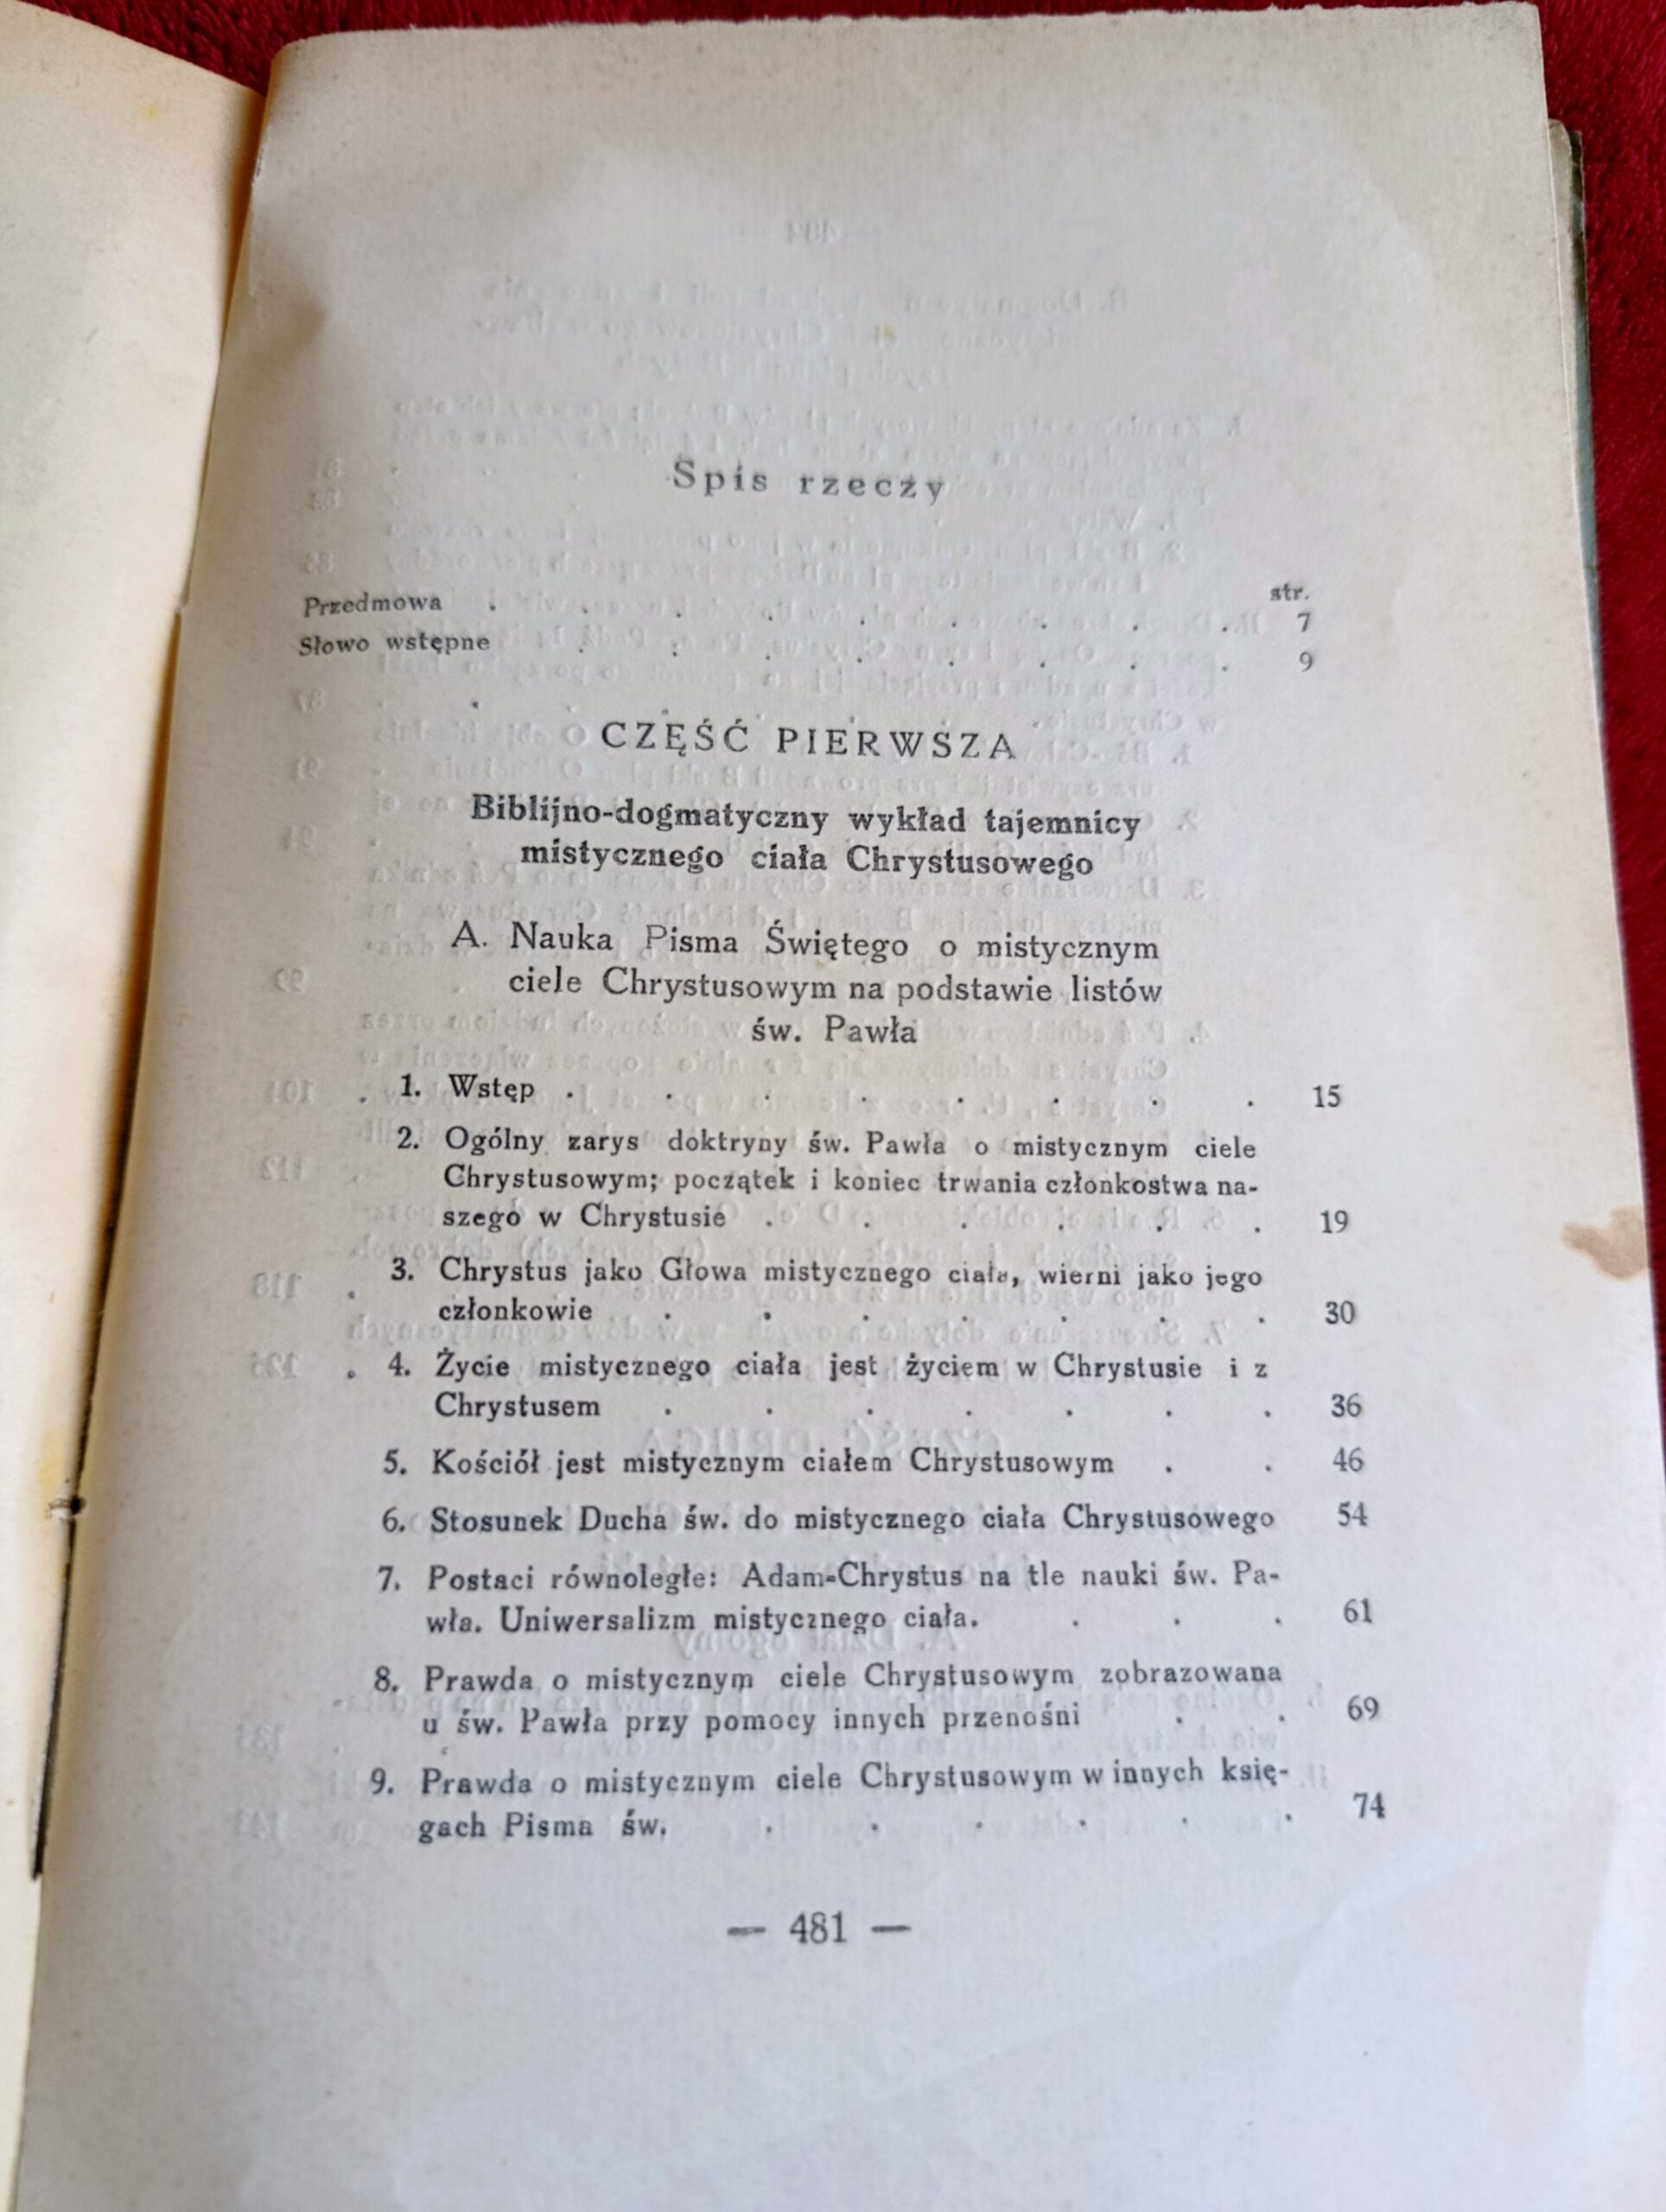 Spis rzeczy
str.
Przedmowa . . . . . . . . . 7
Słowo wstępne . . . . . . . . 9
CZĘŚĆ PIERWSZA
Biblijno-dogmatyczny wykład tajemnicy
mistycznego ciała Chrystusowego
A. Nauka Pisma Świętego o mistycznym
ciele Chrystusowym na podstawie listów
św. Pawła
1. Wstęp . . . . . . . . 15
2. Ogólny zarys doktryny św. Pawła o mistycznym ciele
Chrystusowym; początek i koniec trwania członkostwa na-
szego w Chrystusie . . . . . . 19
3. Chrystus jako Głowa mistycznego ciała, wierni jako jego
członkowie . . . . . . . 30
4. Życie mistycznego ciała jest życiem w Chrystusie i z
Chrystusem . . . . . . . 36
5. Kościół jest mistycznym ciałem Chrystusowym . . 46
6. Stosunek Ducha św. do mistycznego ciała Chrystusowego 54
7. Postaci równoległe: Adam-Chrystus na tle nauki św. Pa-
wła. Uniwersalizm mistycznego ciała. . . . 61
8. Prawda o mistycznym ciele Chrystusowym zobrazowana
u św. Pawła przy pomocy innych przenośni . . 69
9. Prawda o mistycznym ciele Chrystusowym w innych księ-
gach Pisma św. . . . . . . 74
— 481 —